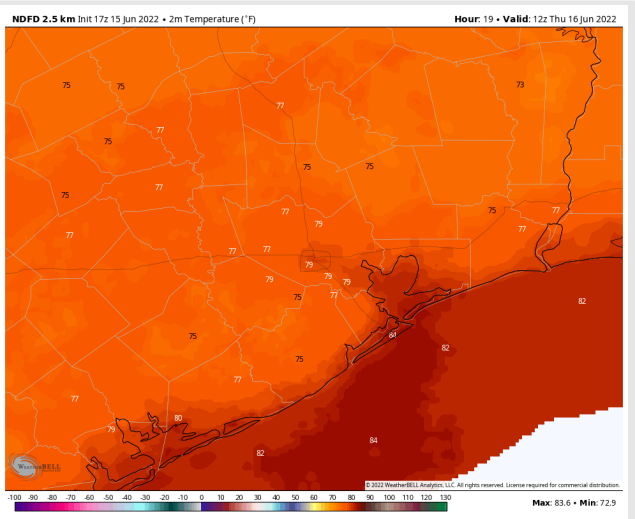 NDFD 2.5 km Init 17z 15 Jun 2022 • 2m Temperature (°F) Hour: 19 • Valid: 12z Thu 16 Jun 2022
75 75 73
77
77
75
75 75
77
75
77 75 77
79
77
77 77 77
79
79 79 79
75 77
82
75 84
82
75
77
77
80
79
82 84
WeatherBELL
© 2022 WeatherBELL Analytics, LLC. All rights reserved. License required for commercial distribution.
-100 -90 -80 -70 -60 -50 -40 -30 -20 -10 0 10 20 30 40 50 60 70 80 90 100 110 120 130
Max: 83.6 • Min: 72.9